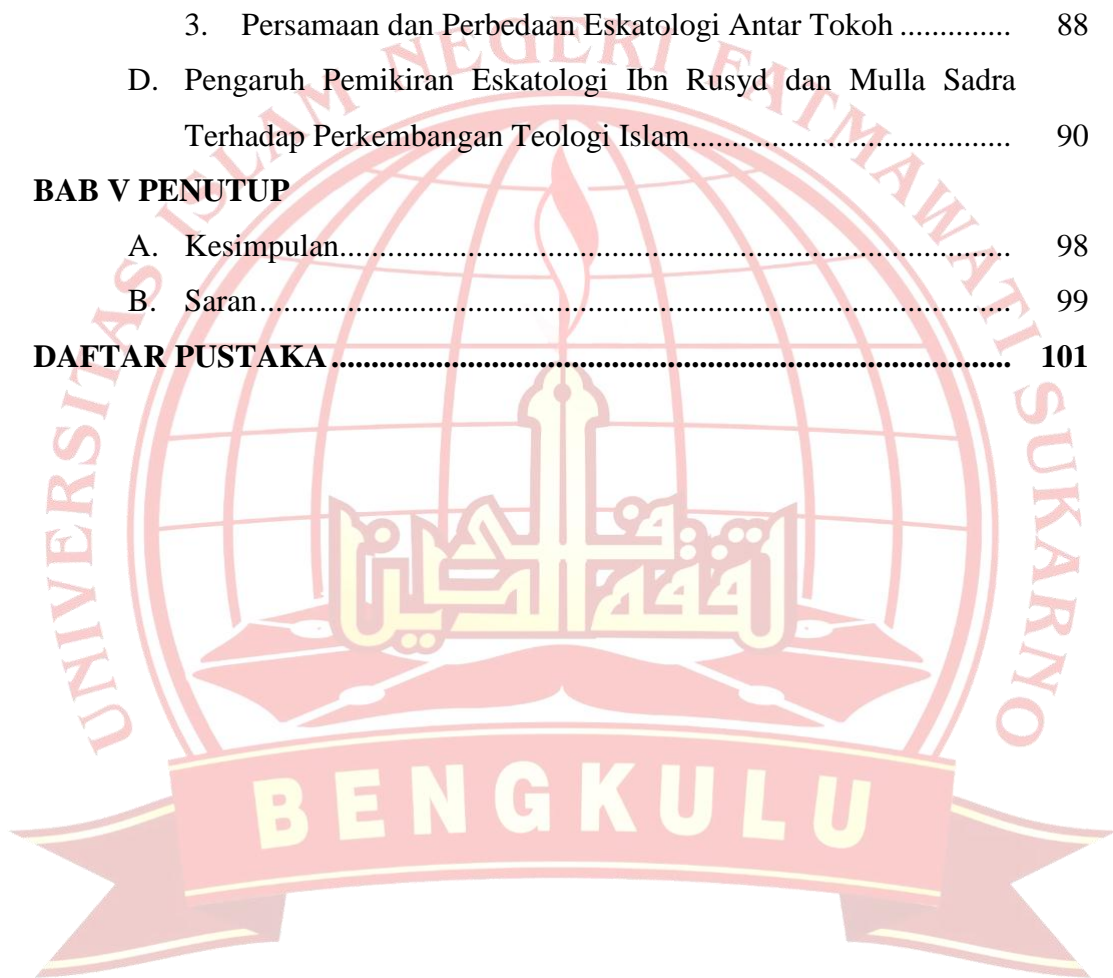 3. Persamaan dan Perbedaan Eskatologi Antar Tokoh .............. 88
D. Pengaruh Pemikiran Eskatologi Ibn Rusyd dan Mulla Sadra
Terhadap Perkembangan Teologi Islam..................................... 90
BAB V PENUTUP
A. Kesimpulan............................................................................... 98
B. Saran......................................................................................... 99
DAFTAR PUSTAKA................................................................................ 101
UNIVERSITAS ISLAM NEGERI FATMAWATI SUKARNO
BENGKULU